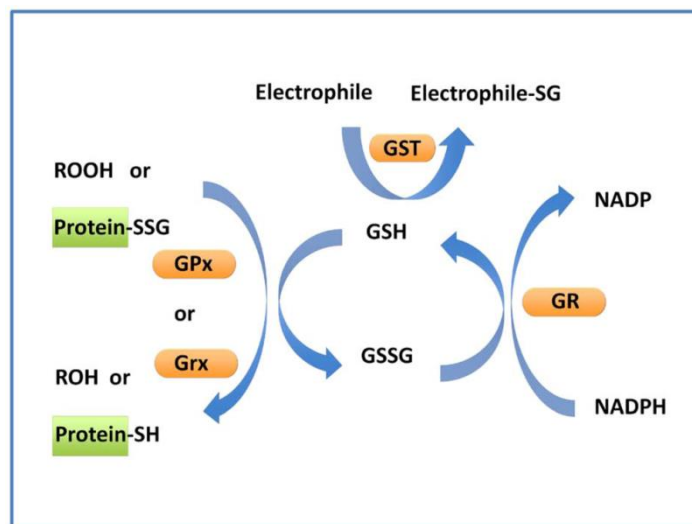 Electrophile
Electrophile-SG
GST
ROOH or
Protein-SSG
GPx
or
Grx
ROH or
Protein-SH
GSH
GSSG
NADP
GR
NADPH